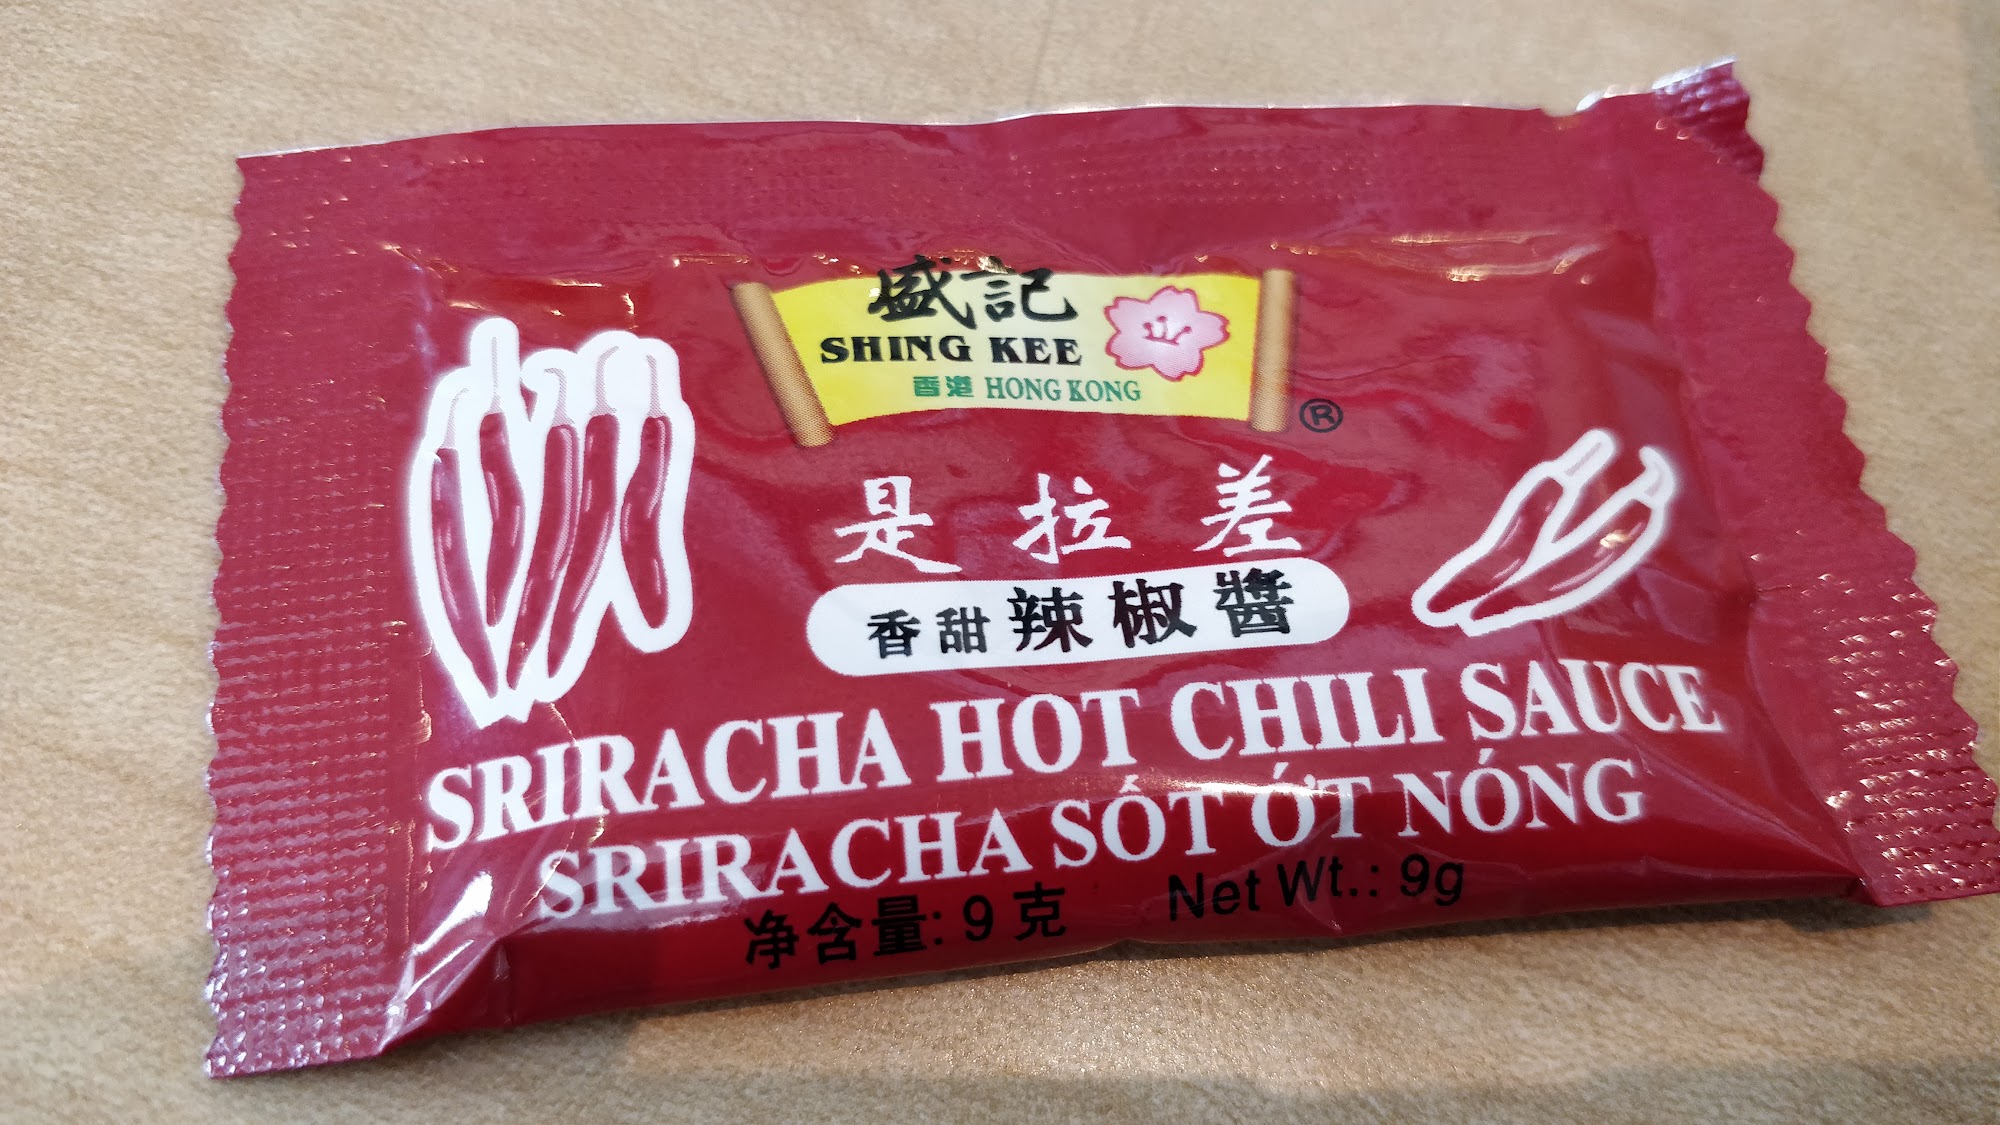 盛記
SHING KEE
香港 HONG KONG
®
是拉差
香甜辣椒醬
SRIRACHA HOT CHILI SAUCE
SRIRACHA SỐT ỚT NÓNG
净含量: 9 克 Net Wt.: 9g